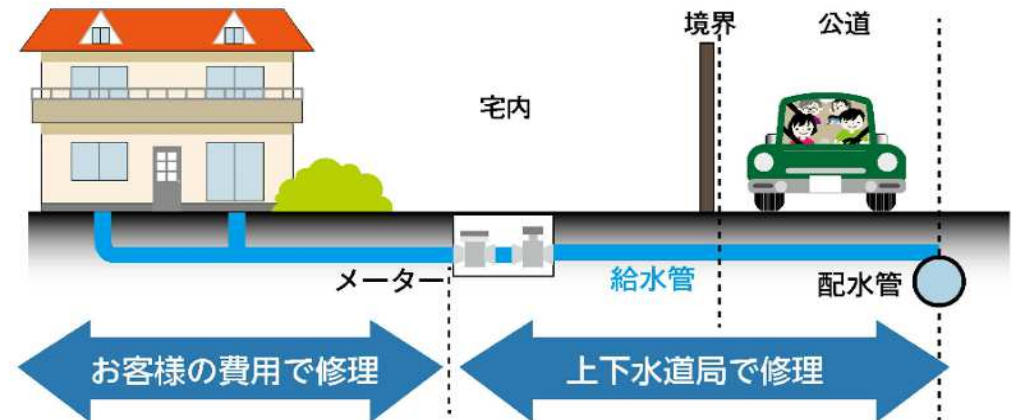 境界
公道
宅内
メーター
給水管
配水管
お客様の費用で修理
上下水道局で修理